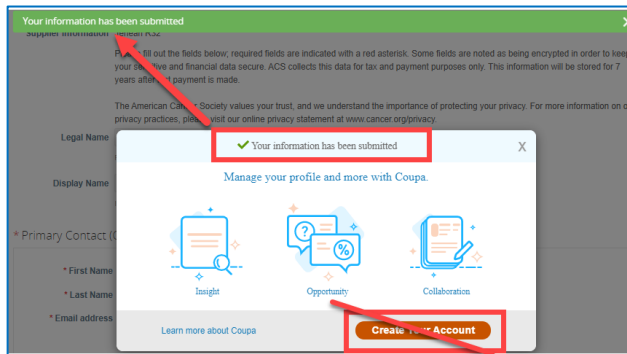 Your information has been submitted
Supplier Information
fill out the fields below; required fields are indicated with a red asterisk. Some fields are noted as being encrypted in order to keep
your and financial data secure. ACS collects this data for tax and payment purposes only. This information will be stored for 7
years after payment is made.
The American Cancer Society values your trust, and we understand the importance of protecting your privacy. For more information on
privacy practices, please visit our online privacy statement at www.cancer.org/privacy.
Legal Name
Your information has been submitted
X
Display Name
Manage your profile and more with Coupa.
* Primary Contact
* First Name
* Last Name
Insight
Opportunity
Collaboration
* Email address
Learn more about Coupa
Create Your Account